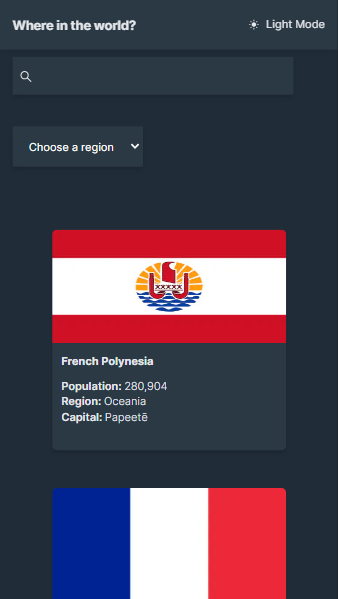 Where in the world?
Light Mode
Choose a region
French Polynesia
Population: 280,904
Region: Oceania
Capital: Papeetē